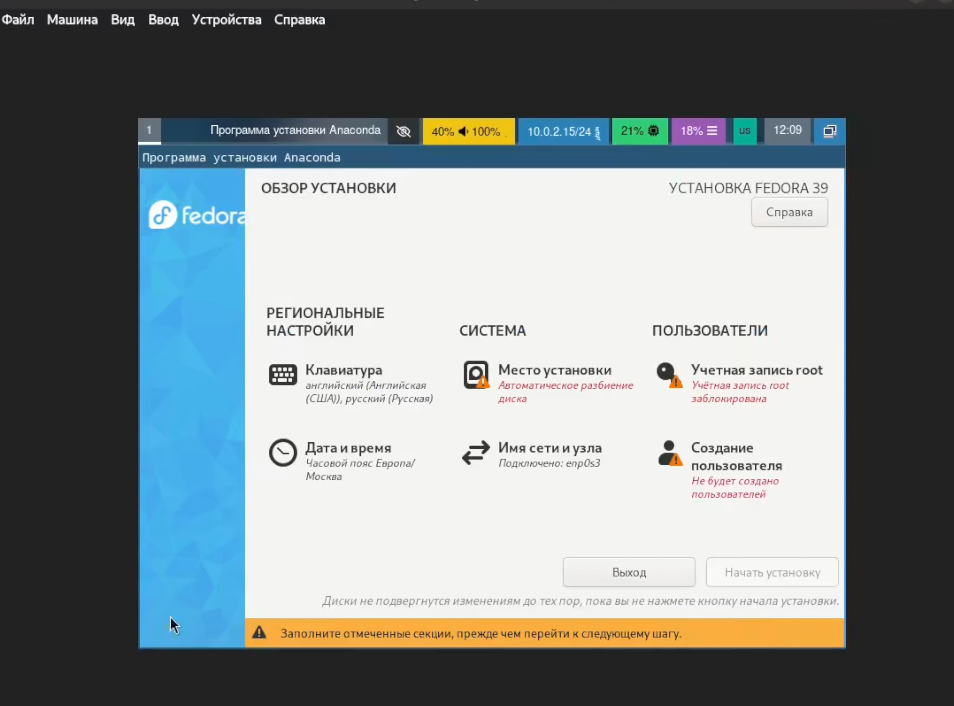 Файл Машина Вид Ввод Устройства Справка
1 Программа установки Anaconda 40% 100% 10.0.2.15/24 21% 18% us 12:09
Программа установки Anaconda
fedora
ОБЗОР УСТАНОВКИ
УСТАНОВКА FEDORA 39
Справка
РЕГИОНАЛЬНЫЕ
НАСТРОЙКИ
Клавиатура
английский (Английская
(США)), русский (Русская)
Дата и время
Часовой пояс Европа/
Москва
СИСТЕМА
Место установки
Автоматическое разбиение
диска
Имя сети и узла
Подключено: enp0s3
ПОЛЬЗОВАТЕЛИ
Учетная запись root
Учётная запись root
заблокирована
Создание
пользователя
Не будет создано
пользователей
Выход
Начать установку
Диски не подвергнутся изменениям до тех пор, пока вы не нажмете кнопку начала установки.
Заполните отмеченные секции, прежде чем перейти к следующему шагу.